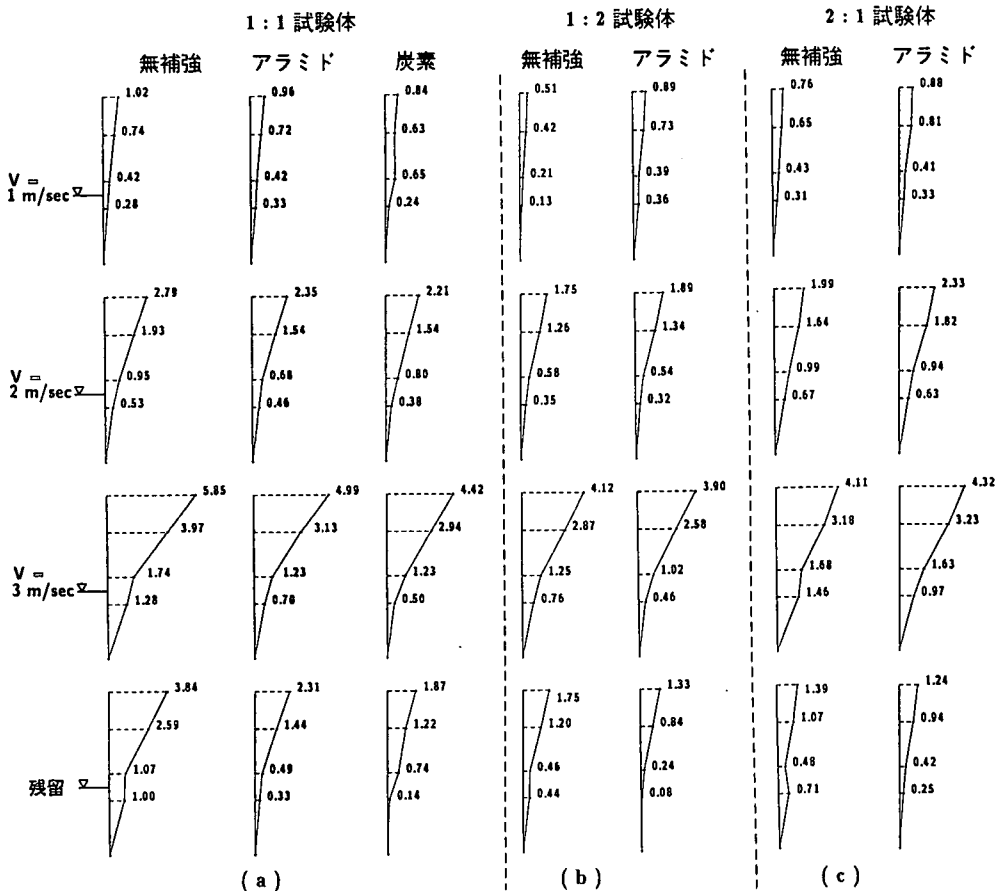 1 : 1 試験体 1 : 2 試験体 2 : 1 試験体
無補強 アラミド 炭素 無補強 アラミド 無補強 アラミド
1.02 0.96 0.84 0.51 0.89 0.76 0.88
0.74 0.72 0.63 0.42 0.73 0.65 0.81
0.42 0.42 0.65 0.21 0.39 0.43 0.41
V =
1 m/sec
0.28 0.33 0.24 0.13 0.36 0.31 0.33
2.79 2.35 2.21 1.75 1.89 1.99 2.33
1.93 1.54 1.54 1.26 1.34 1.64 1.82
0.95 0.68 0.80 0.58 0.54 0.99 0.94
V =
2 m/sec
0.53 0.46 0.38 0.35 0.32 0.67 0.63
5.85 4.99 4.42 4.12 3.90 4.11 4.32
3.97 3.13 2.94 2.87 2.58 3.18 3.23
1.74 1.23 1.23 1.25 1.02 1.68 1.63
V =
3 m/sec
1.28 0.76 0.50 0.76 0.46 1.46 0.97
3.84 2.31 1.87 1.75 1.33 1.39 1.24
2.59 1.44 1.22 1.20 0.84 1.07 0.94
1.07 0.49 0.74 0.46 0.24 0.48 0.42
残留
1.00 0.33 0.14 0.44 0.08 0.71 0.25
( a ) ( b ) ( c )